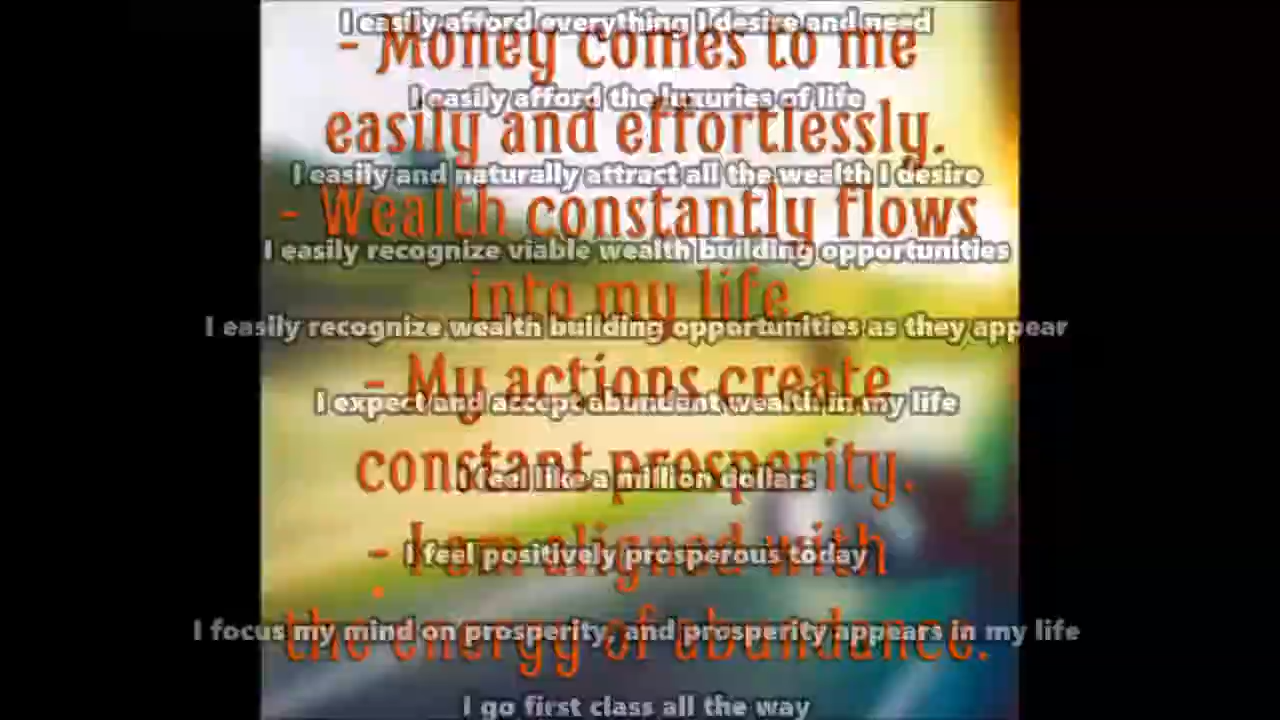 I easily afford everything I desire and need
- Money comes to me
I easily afford the luxuries of life
easily and effortlessly.
I easily and naturally attract all the wealth I desire
- Wealth constantly flows
I easily recognize viable wealth building opportunities
into my life.
I easily recognize wealth building opportunities as they appear
- My actions create
I expect and accept abundant wealth in my life
constant prosperity.
I feel like a million dollars
- I am aligned with
I feel positively prosperous today
the energy of abundance.
I focus my mind on prosperity, and prosperity appears in my life
I go first class all the way